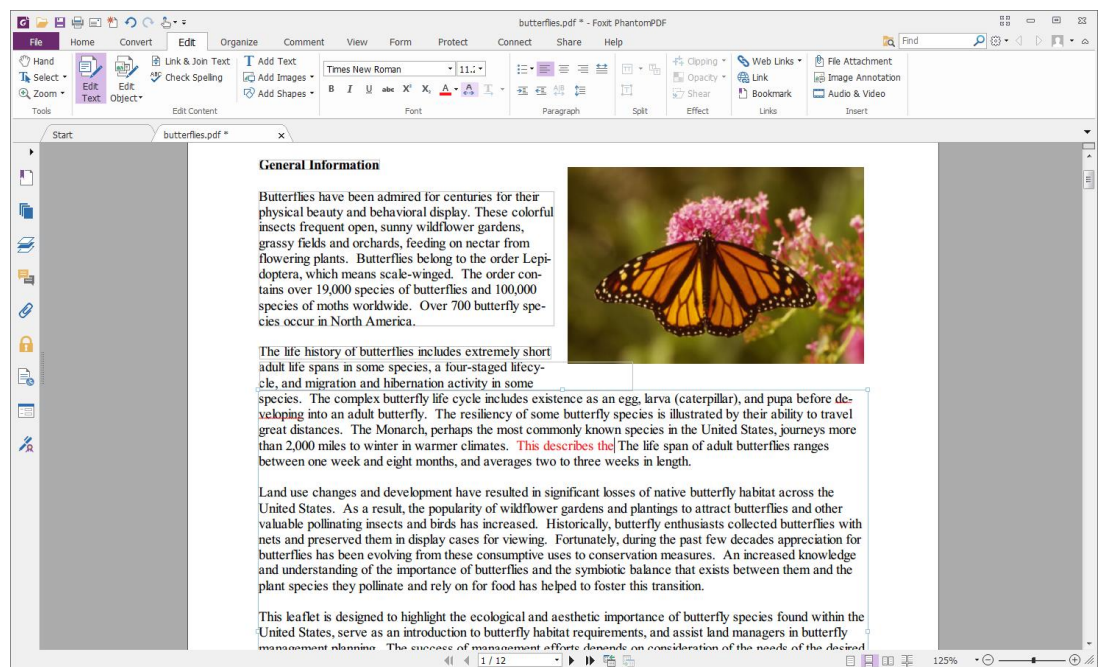 butterflies.pdf * - Foxit PhantomPDF
File Home Convert Edit Organize Comment View Form Protect Connect Share Help Find
Hand
Select
Zoom
Tools
Edit Text
Edit Object
Link & Join Text
Check Spelling
Edit Content
Add Text
Add Images
Add Shapes
Times New Roman
B I U abc X² X₂ A A T
Font
Paragraph
Split
Clipping
Opacity
Shear
Effect
Web Links
Link
Bookmark
Links
File Attachment
Image Annotation
Audio & Video
Insert
Start
butterflies.pdf * x
General Information
Butterflies have been admired for centuries for their
physical beauty and behavioral display. These colorful
insects frequent open, sunny wildflower gardens,
grassy fields and orchards, feeding on nectar from
flowering plants. Butterflies belong to the order Lepi-
doptera, which means scale-winged. The order con-
tains over 19,000 species of butterflies and 100,000
species of moths worldwide. Over 700 butterfly spe-
cies occur in North America.
The life history of butterflies includes extremely short
adult life spans in some species, a four-staged lifecy-
cle, and migration and hibernation activity in some
species. The complex butterfly life cycle includes existence as an egg, larva (caterpillar), and pupa before de-
veloping into an adult butterfly. The resiliency of some butterfly species is illustrated by their ability to travel
great distances. The Monarch, perhaps the most commonly known species in the United States, journeys more
than 2,000 miles to winter in warmer climates. This describes the The life span of adult butterflies ranges
between one week and eight months, and averages two to three weeks in length.
Land use changes and development have resulted in significant losses of native butterfly habitat across the
United States. As a result, the popularity of wildflower gardens and plantings to attract butterflies and other
valuable pollinating insects and birds has increased. Historically, butterfly enthusiasts collected butterflies with
nets and preserved them in display cases for viewing. Fortunately, during the past few decades appreciation for
butterflies has been evolving from these consumptive uses to conservation measures. An increased knowledge
and understanding of the importance of butterflies and the symbiotic balance that exists between them and the
plant species they pollinate and rely on for food has helped to foster this transition.
This leaflet is designed to highlight the ecological and aesthetic importance of butterfly species found within the
United States, serve as an introduction to butterfly habitat requirements, and assist land managers in butterfly
management planning. The success of management efforts depends on consideration of the needs of the desired
1 / 12
125%